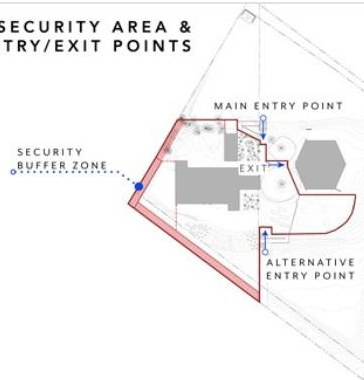 SECURITY AREA &
TRY/EXIT POINTS
MAIN ENTRY POINT
SECURITY
BUFFER ZONE
EXIT
ALTERNATIVE
ENTRY POINT